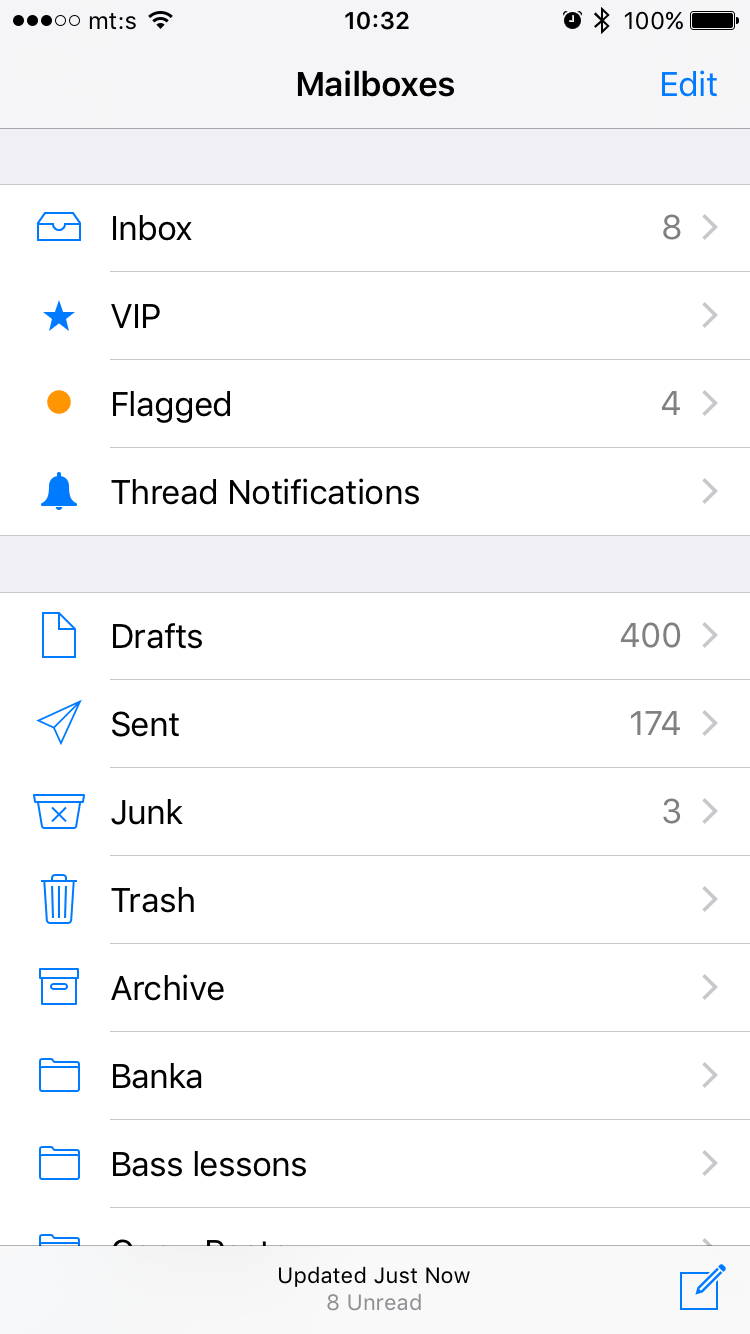 mt:s 10:32 100%
Mailboxes Edit
Inbox 8
VIP
Flagged 4
Thread Notifications
Drafts 400
Sent 174
Junk 3
Trash
Archive
Banka
Bass lessons
Updated Just Now
8 Unread